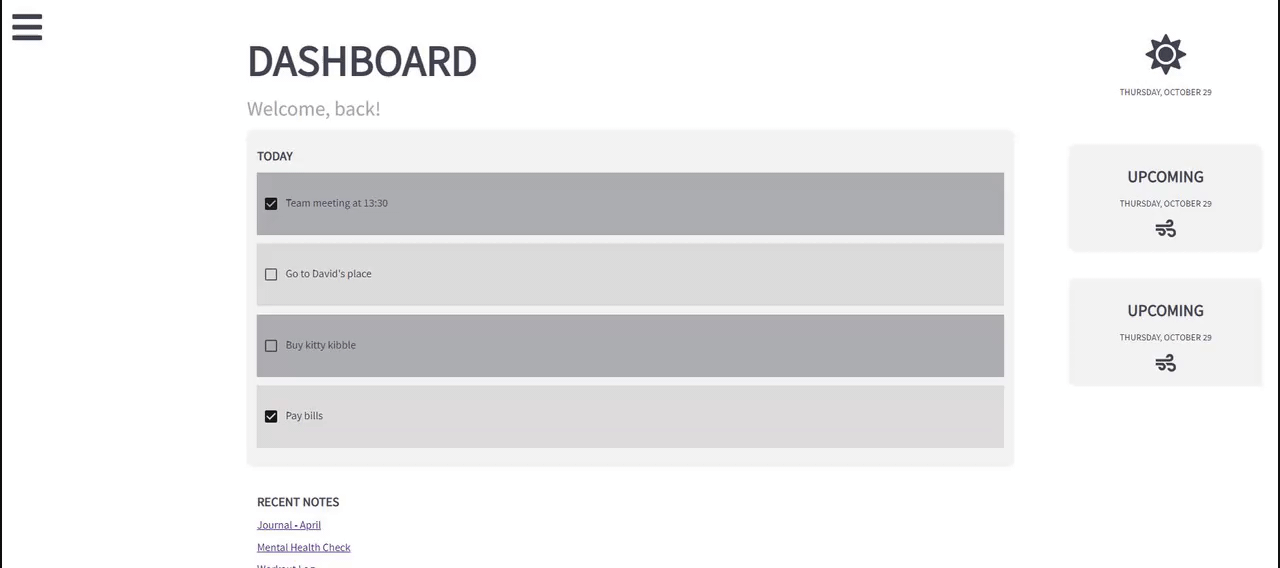 DASHBOARD
Welcome, back!
TODAY
Team meeting at 13:30
Go to David's place
Buy kitty kibble
Pay bills
RECENT NOTES
Journal - April
Mental Health Check
THURSDAY, OCTOBER 29
UPCOMING
THURSDAY, OCTOBER 29
UPCOMING
THURSDAY, OCTOBER 29